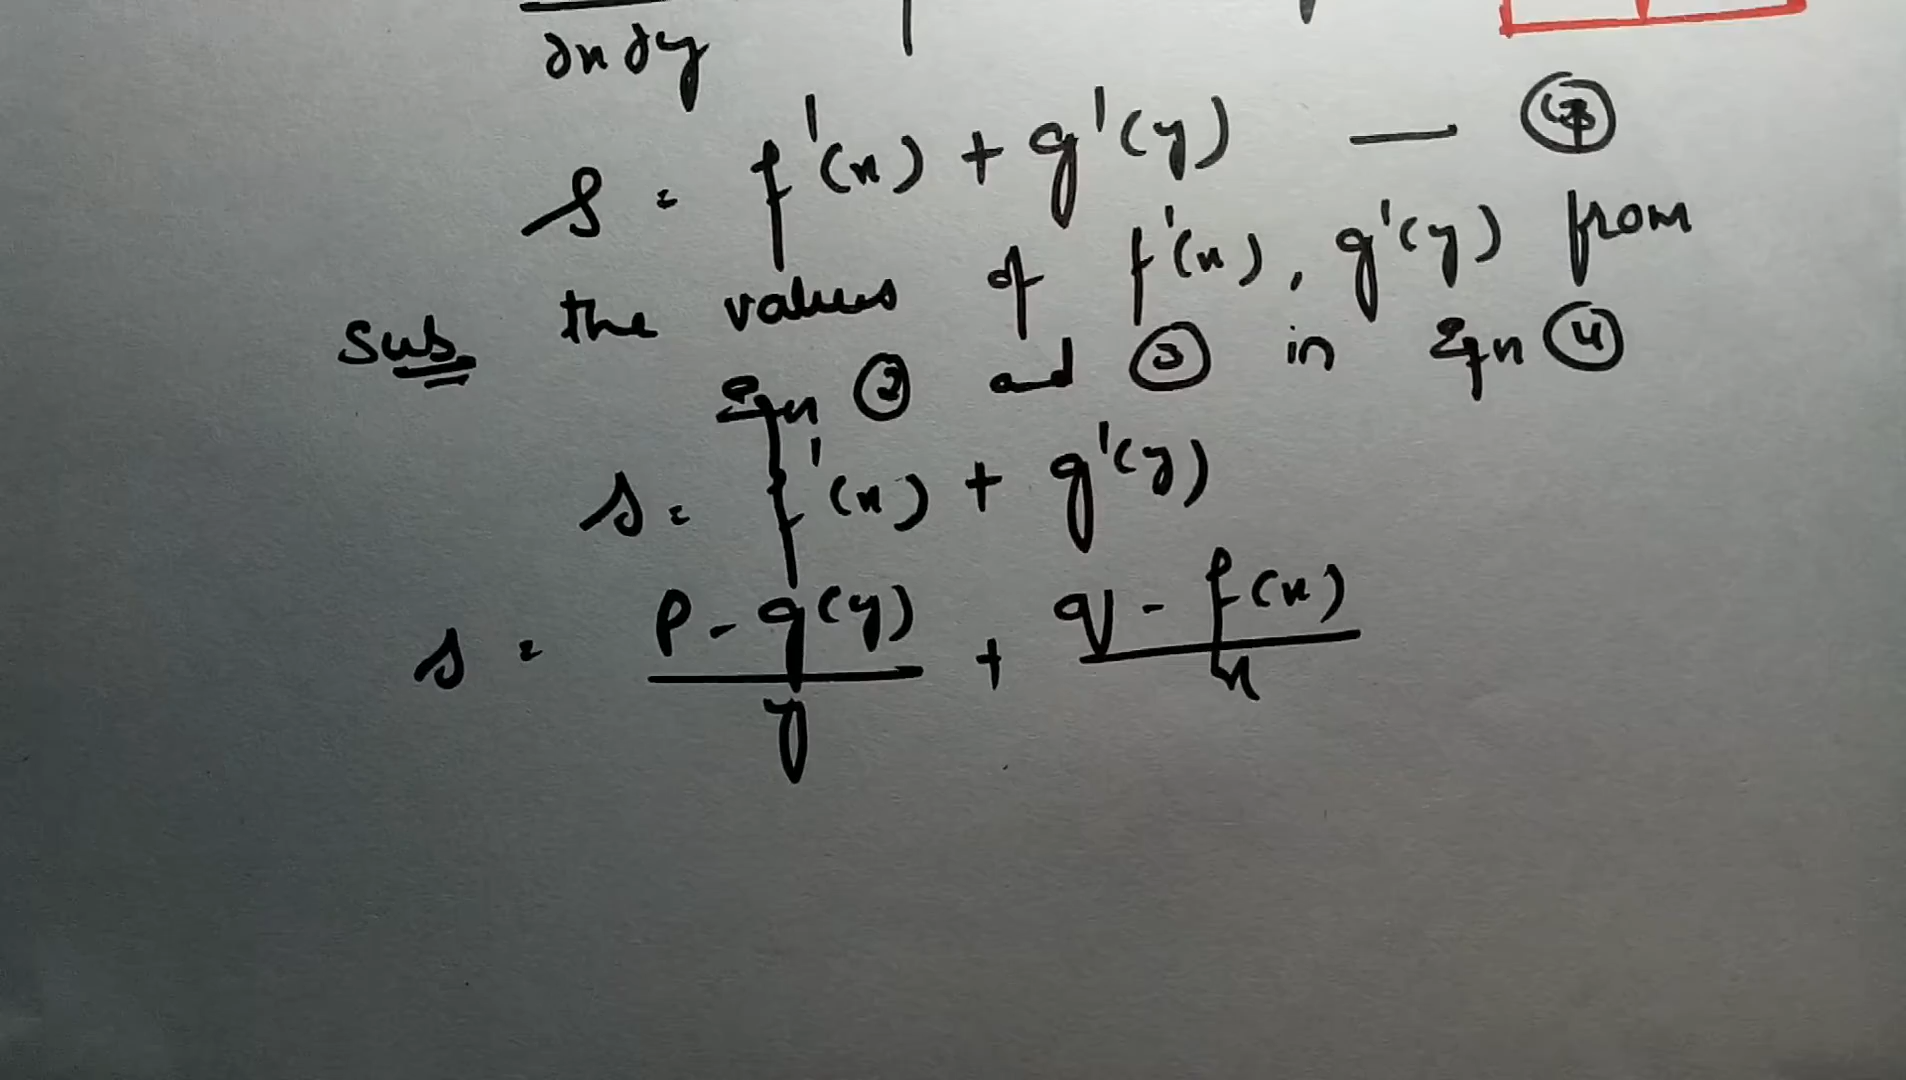 ∂x∂y
s = f'(x) + g'(y) — ④
Sub the values of f'(x), g'(y) from
Eqn ② and ③ in Eqn ④
s = f'(x) + g'(y)
s = (p - g(y))/y + (q - f(x))/x